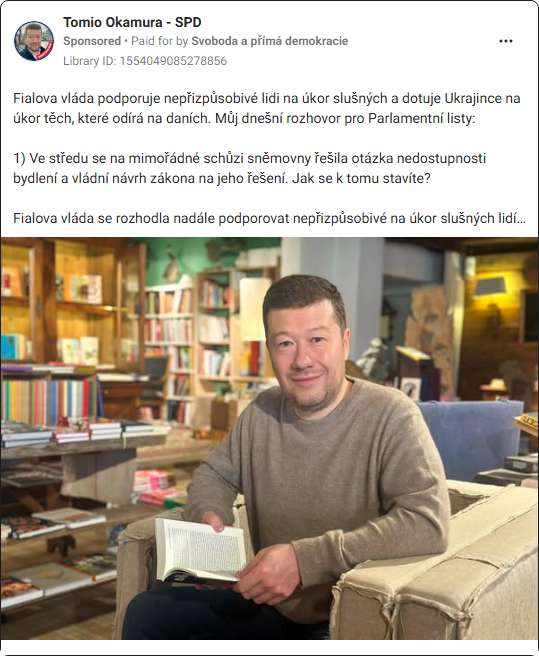 Tomio Okamura - SPD
Sponsored • Paid for by Svoboda a přímá demokracie
Library ID: 1554049085278856
Fialova vláda podporuje nepřizpůsobivé lidi na úkor slušných a dotuje Ukrajince na
úkor těch, které odírá na daních. Můj dnešní rozhovor pro Parlamentní listy:
1) Ve středu se na mimořádné schůzi sněmovny řešila otázka nedostupnosti
bydlení a vládní návrh zákona na jeho řešení. Jak se k tomu stavíte?
Fialova vláda se rozhodla nadále podporovat nepřizpůsobivé na úkor slušných lidí...